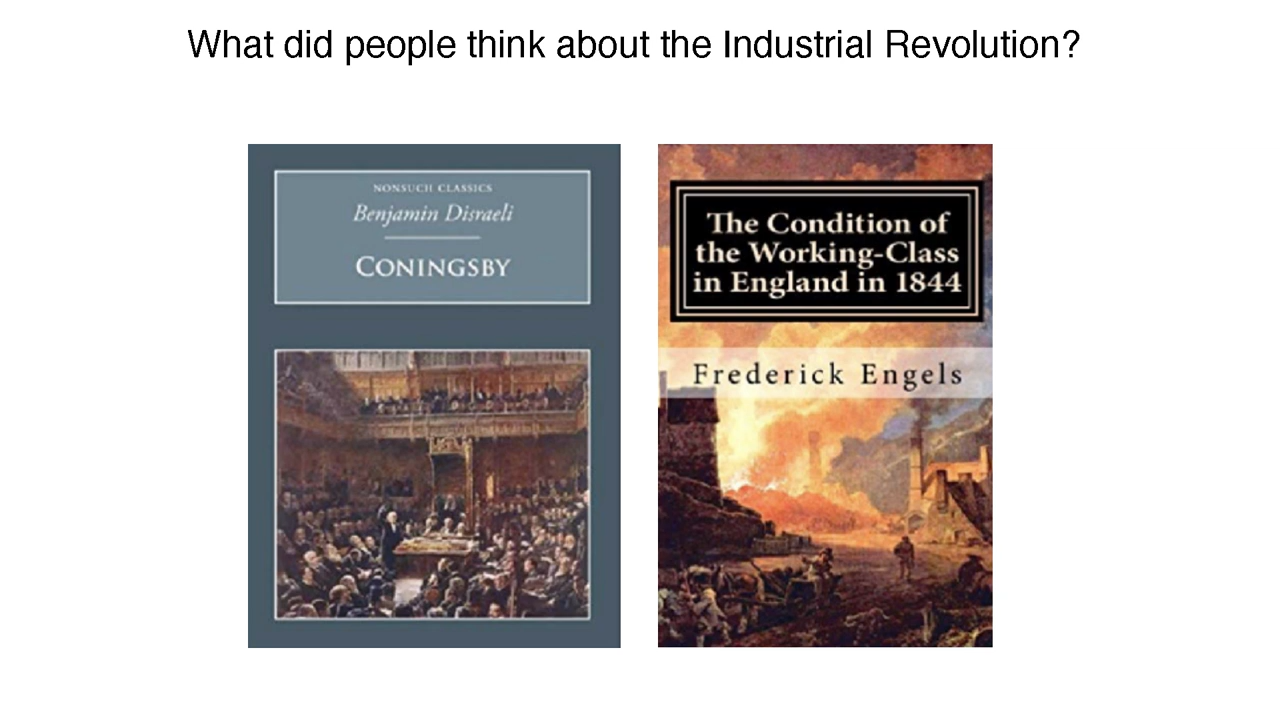 What did people think about the Industrial Revolution?
NONSUCH CLASSICS
Benjamin Disraeli
CONINGSBY
The Condition of
the Working-Class
in England in 1844
Frederick Engels